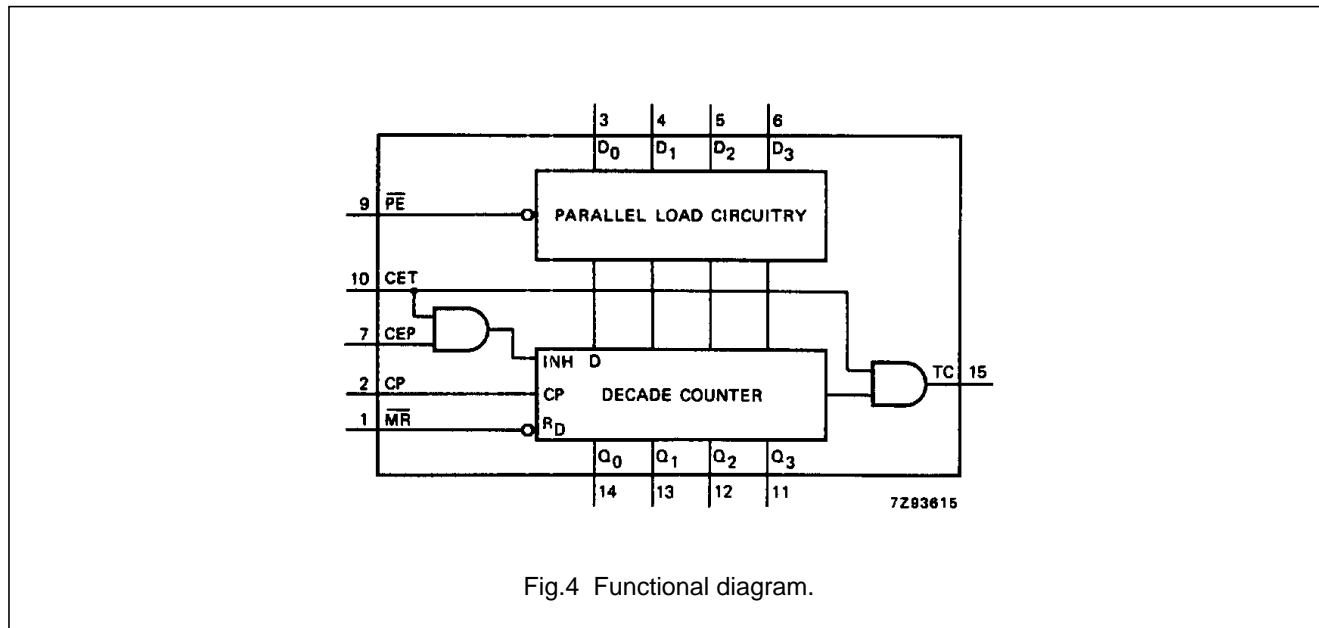 3 4 5 6
D0 D1 D2 D3
9 PE
PARALLEL LOAD CIRCUITRY
10 CET
7 CEP
INH D
TC 15
2 CP
CP DECADE COUNTER
1 MR
RD
Q0 Q1 Q2 Q3
14 13 12 11
7Z93615
Fig.4 Functional diagram.